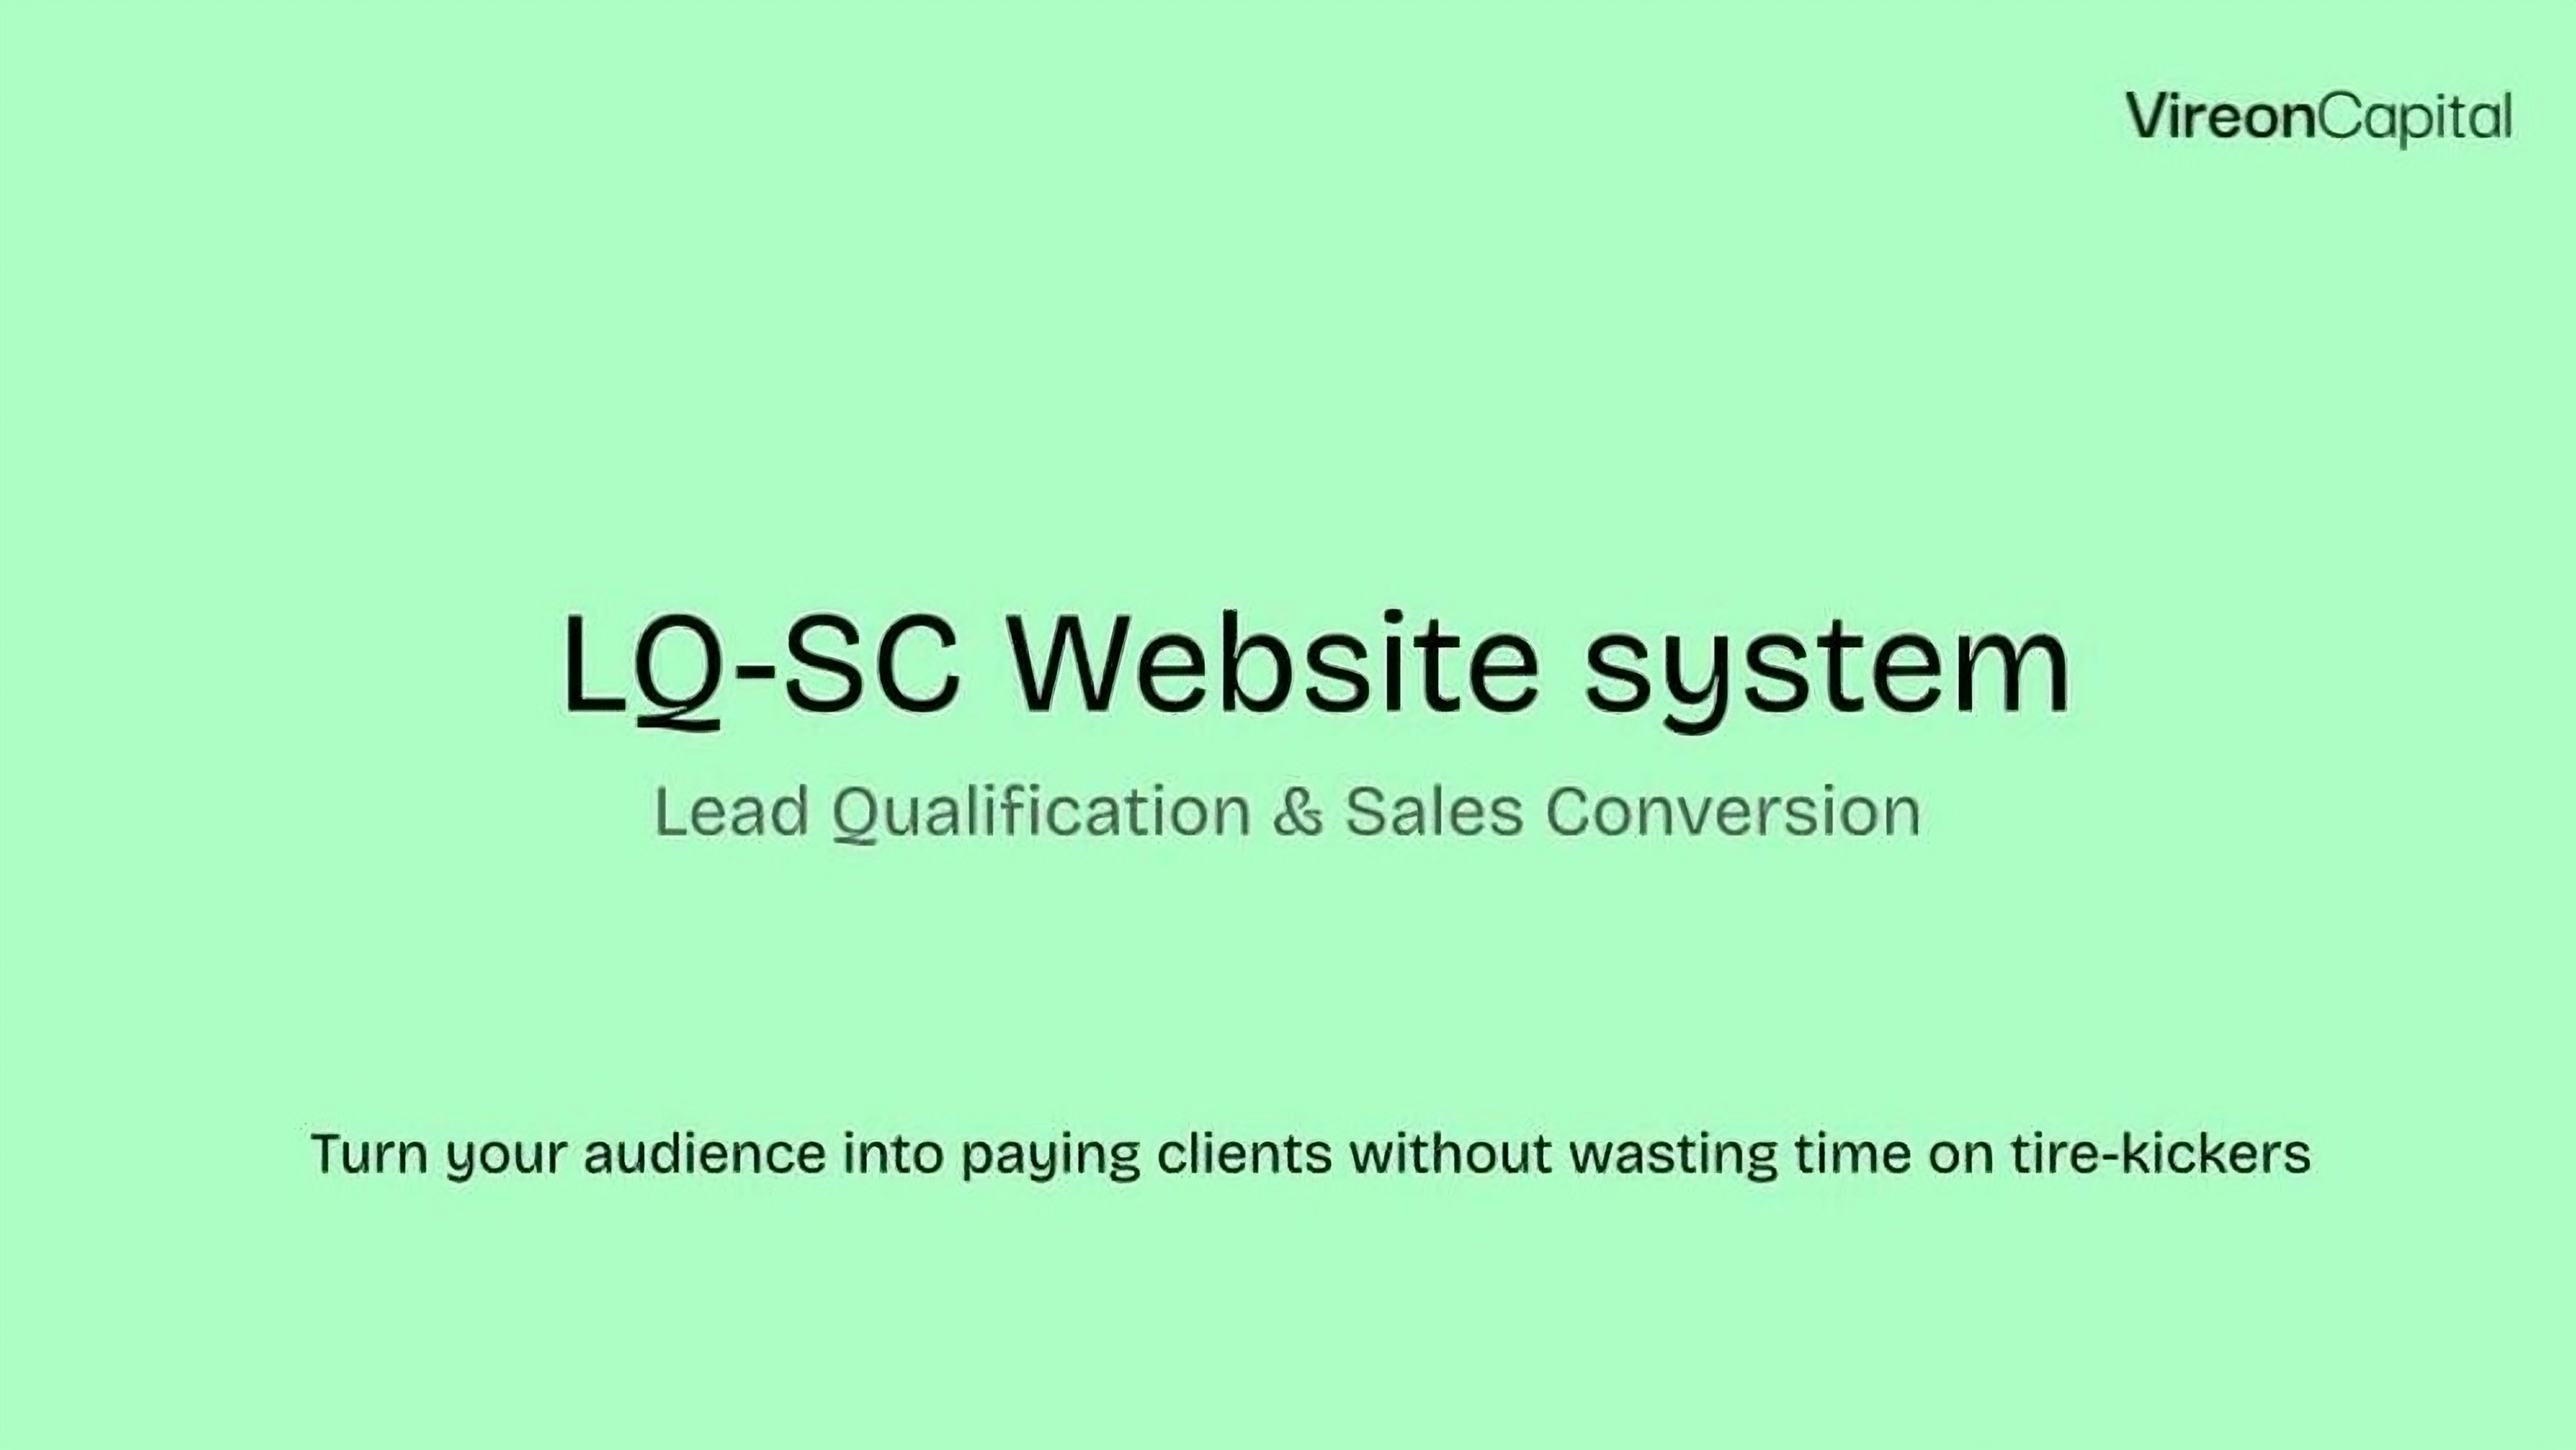 VireonCapital
LQ-SC Website system
Lead Qualification & Sales Conversion
Turn your audience into paying clients without wasting time on tire-kickers